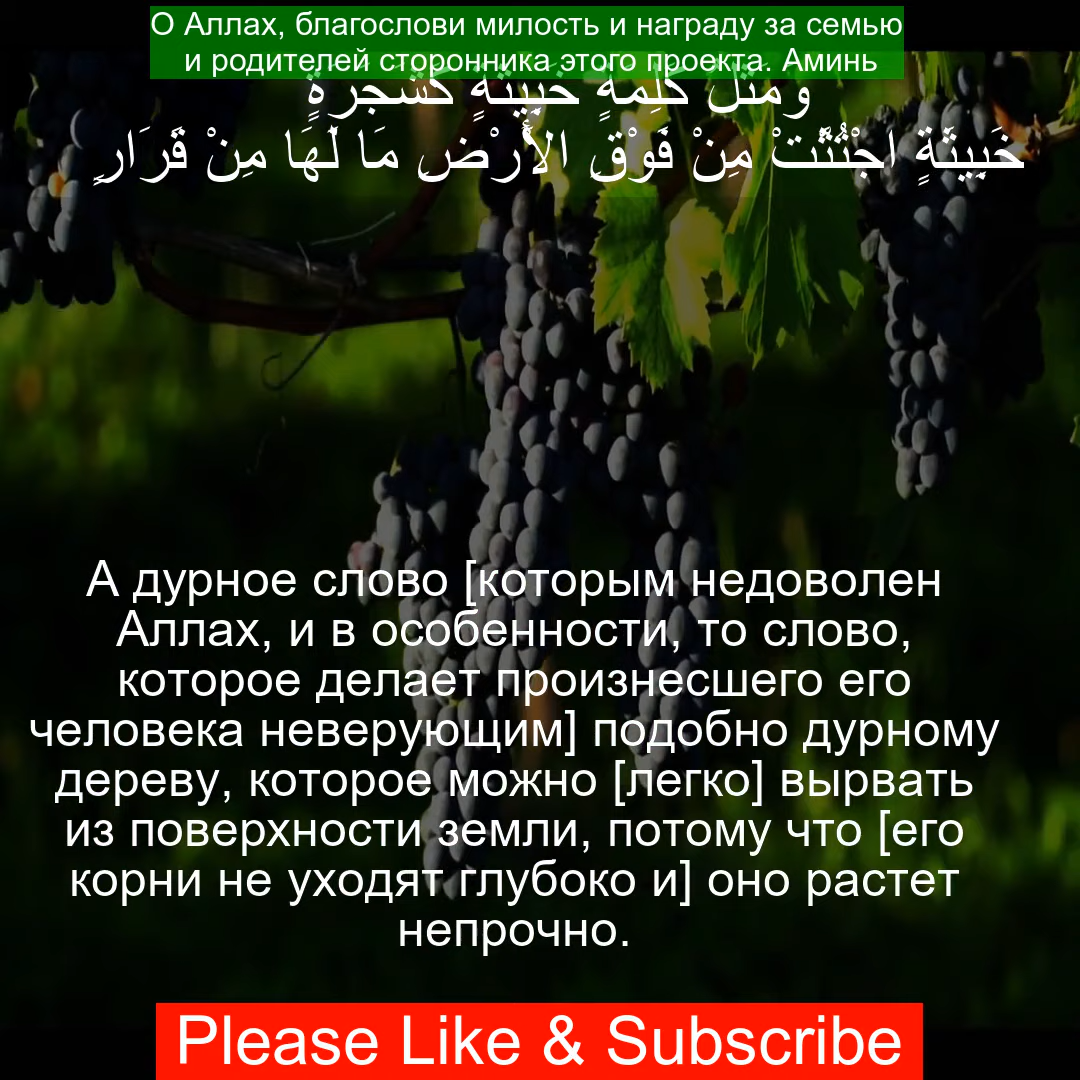 О Аллах, благослови милость и награду за семью
и родителей сторонника этого проекта. Аминь
وَمَثَلُ كَلِمَةٍ خَبِيثَةٍ كَشَجَرَةٍ
خَبِيثَةٍ اجْتُثَّتْ مِنْ فَوْقِ الأَرْضِ مَا لَهَا مِنْ قَرَارٍ
А дурное слово [которым недоволен
Аллах, и в особенности, то слово,
которое делает произнесшего его
человека неверующим] подобно дурному
дереву, которое можно [легко] вырвать
из поверхности земли, потому что [его
корни не уходят глубоко и] оно растет
непрочно.
Please Like & Subscribe